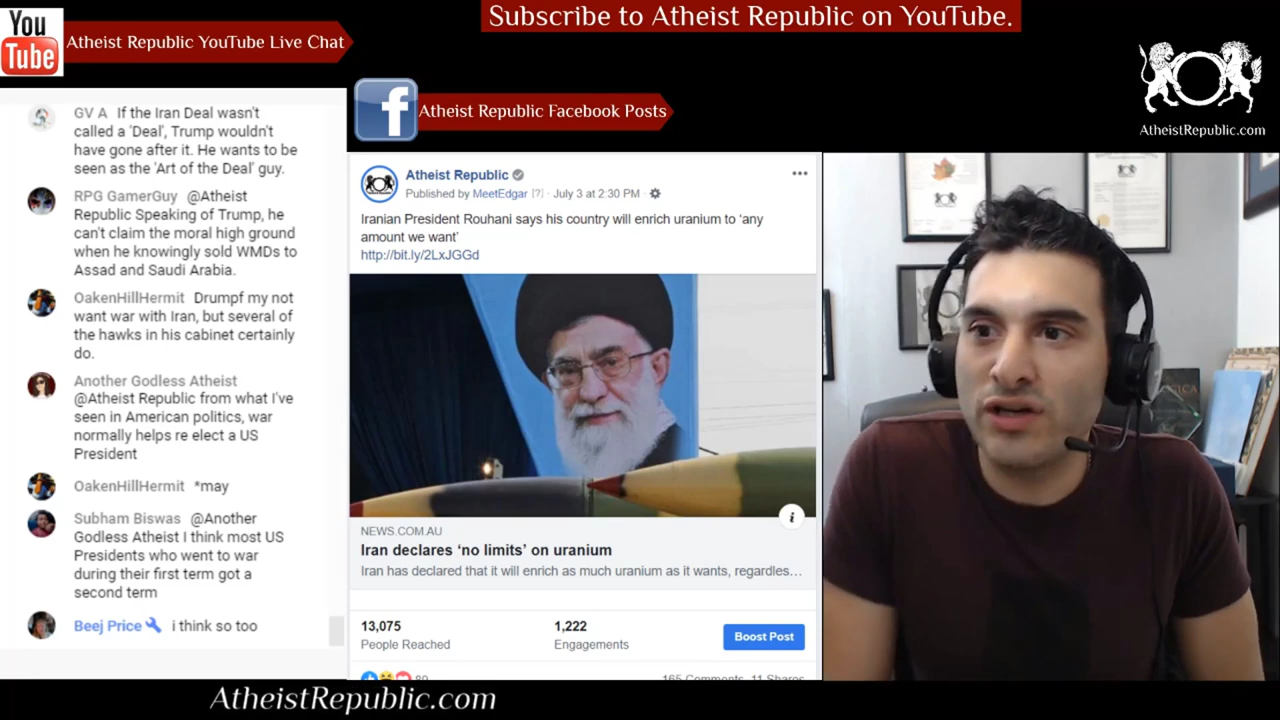 Subscribe to Atheist Republic on YouTube.
You
Tube
Atheist Republic YouTube Live Chat
AtheistRepublic.com
f
Atheist Republic Facebook Posts
GV A If the Iran Deal wasn't
called a 'Deal', Trump wouldn't
have gone after it. He wants to be
seen as the 'Art of the Deal' guy.
RPG GamerGuy @Atheist
Republic Speaking of Trump, he
can't claim the moral high ground
when he knowingly sold WMDs to
Assad and Saudi Arabia.
OakenHillHermit Drumpf my not
want war with Iran, but several of
the hawks in his cabinet certainly
do.
Another Godless Atheist
@Atheist Republic from what I've
seen in American politics, war
normally helps re elect a US
President
OakenHillHermit *may
Subham Biswas @Another
Godless Atheist I think most US
Presidents who went to war
during their first term got a
second term
Beej Price i think so too
Atheist Republic
Published by MeetEdgar [?] · July 3 at 2:30 PM ·
Iranian President Rouhani says his country will enrich uranium to 'any
amount we want'
http://bit.ly/2LxJGGd
i
NEWS.COM.AU
Iran declares 'no limits' on uranium
Iran has declared that it will enrich as much uranium as it wants, regardles...
13,075
People Reached
1,222
Engagements
Boost Post
89
165 Comments 11 Shares
AtheistRepublic.com